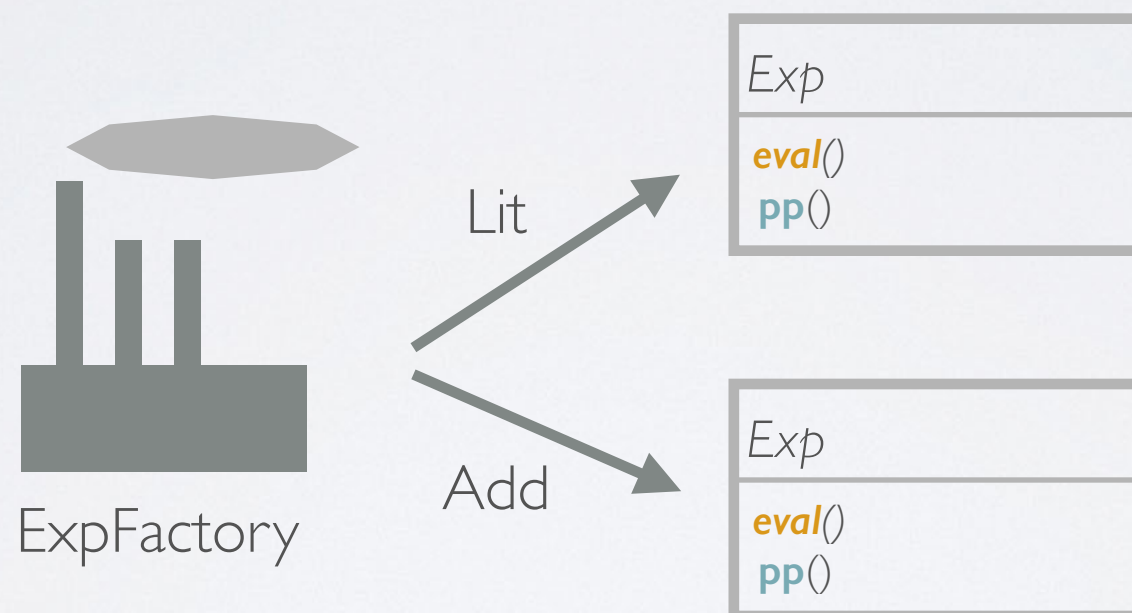 Exp
eval()
pp()
Lit
Add
ExpFactory
Exp
eval()
pp()